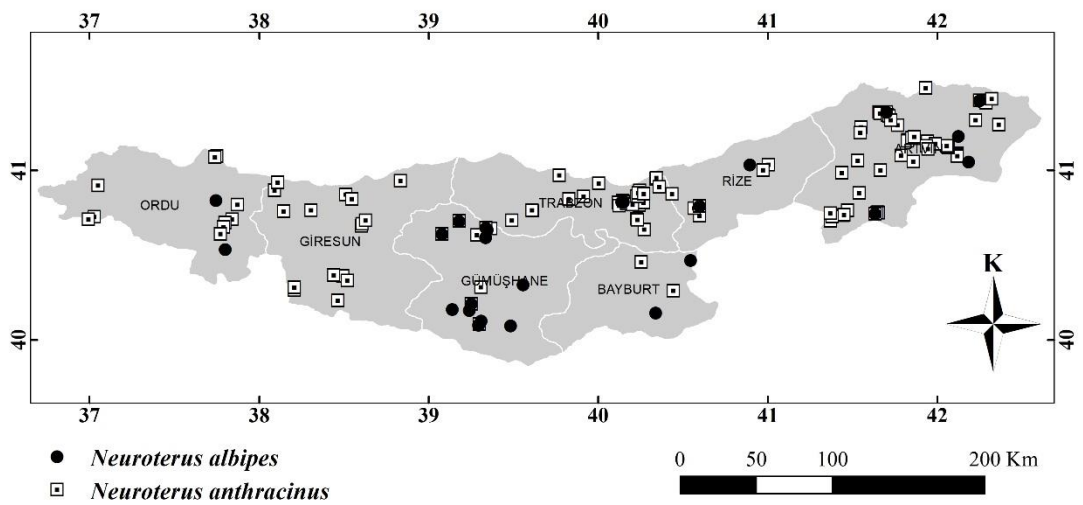 37 38 39 40 41 42
41 41
ORDU GİRESUN TRABZON RİZE
GÜMÜŞHANE BAYBURT
K
40 40
37 38 39 40 41 42
Neuroterus albipes
Neuroterus anthracinus
0 50 100 200 Km